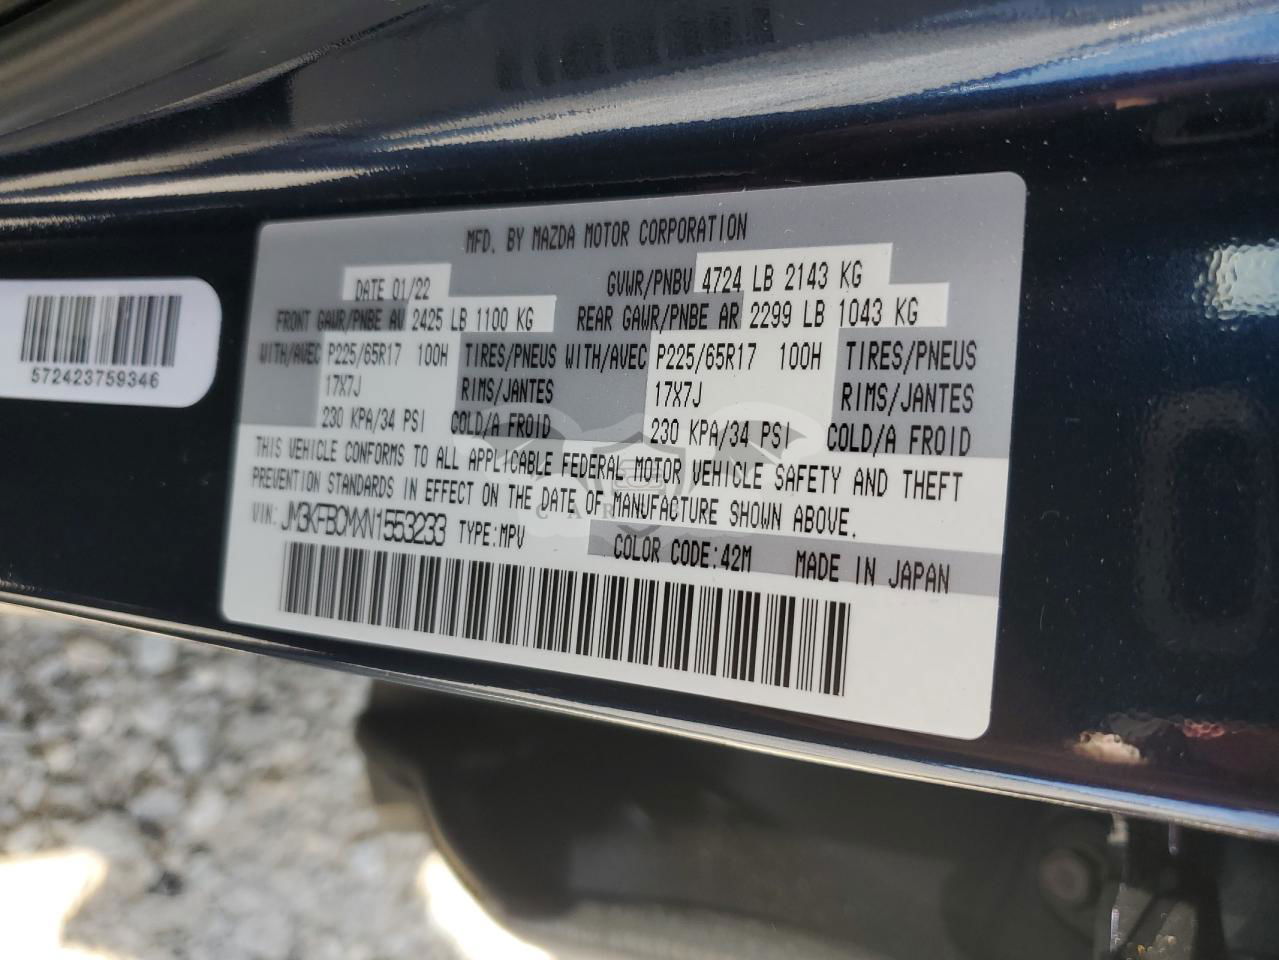 MFD. BY MAZDA MOTOR CORPORATION
DATE 01/22 GVWR/PNBV 4724 LB 2143 KG
FRONT GAWR/PNBE AV 2425 LB 1100 KG REAR GAWR/PNBE AR 2299 LB 1043 KG
WITH/AVEC P225/65R17 100H TIRES/PNEUS WITH/AVEC P225/65R17 100H TIRES/PNEUS
17X7J RIMS/JANTES 17X7J RIMS/JANTES
230 KPA/34 PSI COLD/A FROID 230 KPA/34 PSI COLD/A FROID
THIS VEHICLE CONFORMS TO ALL APPLICABLE FEDERAL MOTOR VEHICLE SAFETY AND THEFT
PREVENTION STANDARDS IN EFFECT ON THE DATE OF MANUFACTURE SHOWN ABOVE.
VIN: JM3KFBCMXN1553233 TYPE:MPV
COLOR CODE:42M MADE IN JAPAN
572423759346